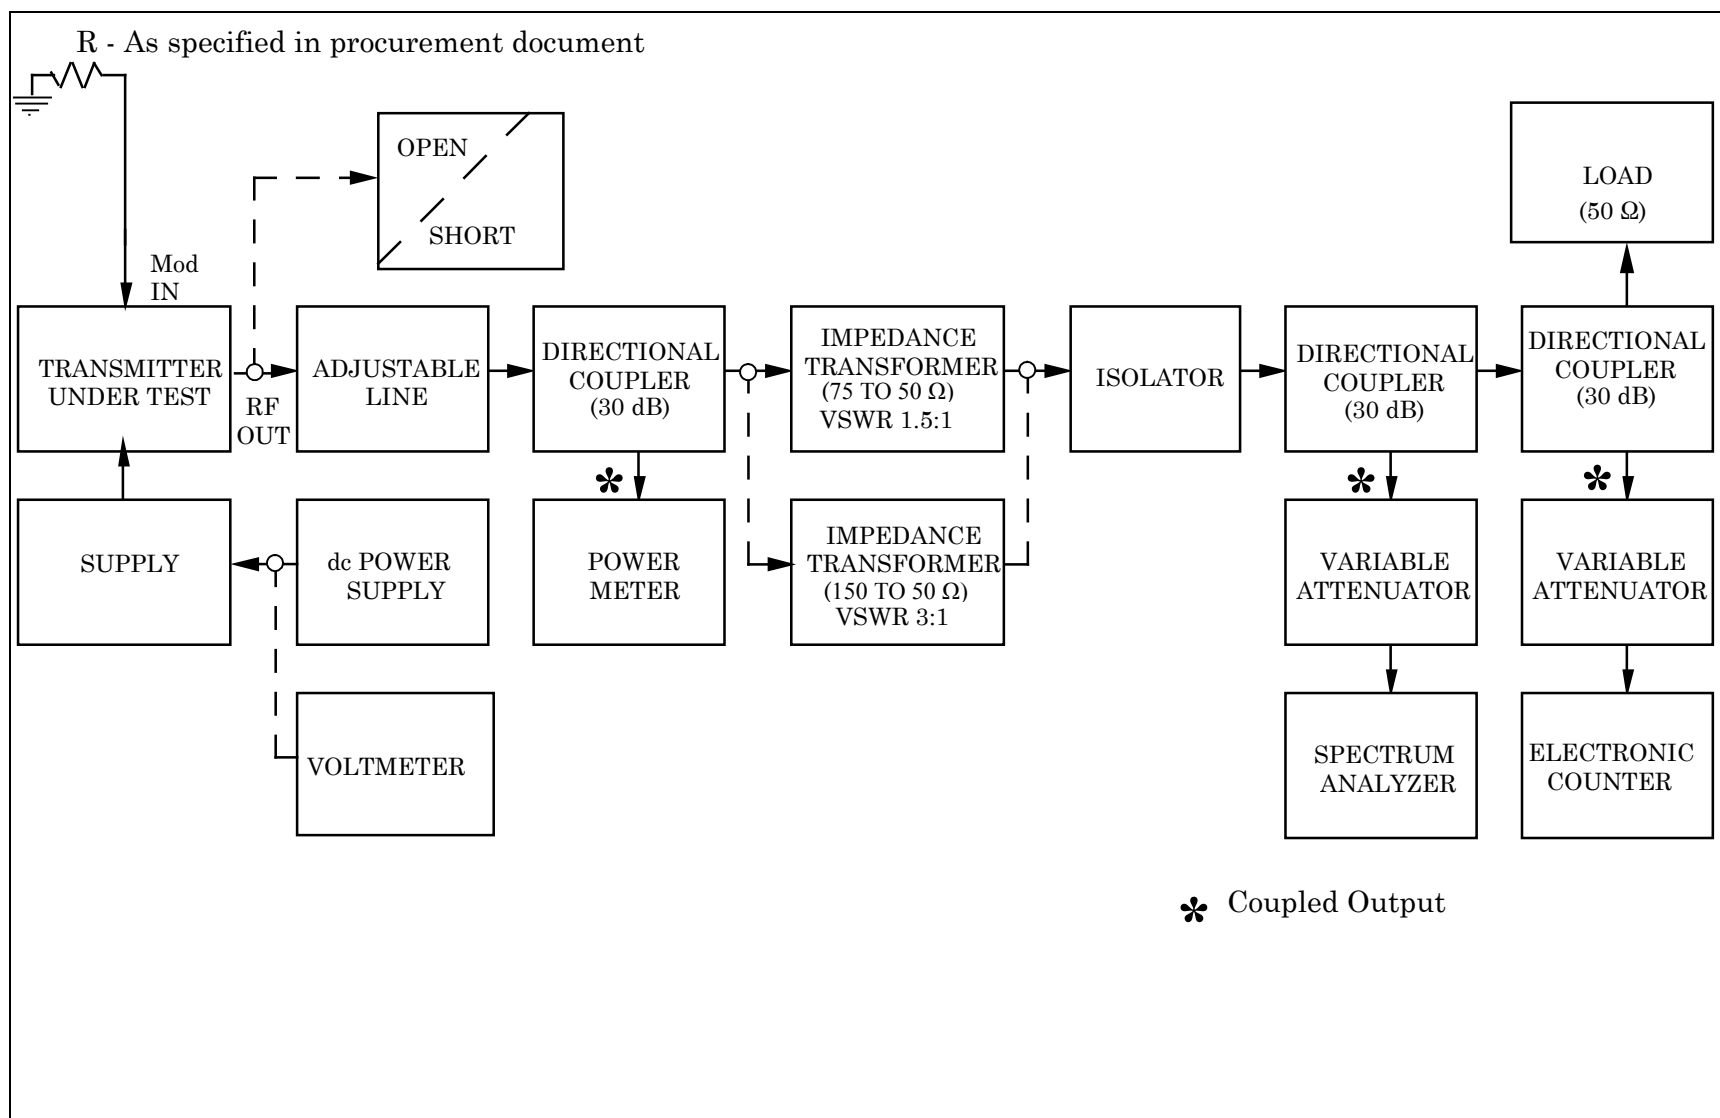 R - As specified in procurement document
OPEN
SHORT
LOAD
(50 Ω)
Mod
IN
TRANSMITTER
UNDER TEST
RF
OUT
ADJUSTABLE
LINE
DIRECTIONAL
COUPLER
(30 dB)
IMPEDANCE
TRANSFORMER
(75 TO 50 Ω)
VSWR 1.5:1
ISOLATOR
DIRECTIONAL
COUPLER
(30 dB)
DIRECTIONAL
COUPLER
(30 dB)
*
*
*
SUPPLY
dc POWER
SUPPLY
POWER
METER
IMPEDANCE
TRANSFORMER
(150 TO 50 Ω)
VSWR 3:1
VARIABLE
ATTENUATOR
VARIABLE
ATTENUATOR
VOLTMETER
SPECTRUM
ANALYZER
ELECTRONIC
COUNTER
* Coupled Output